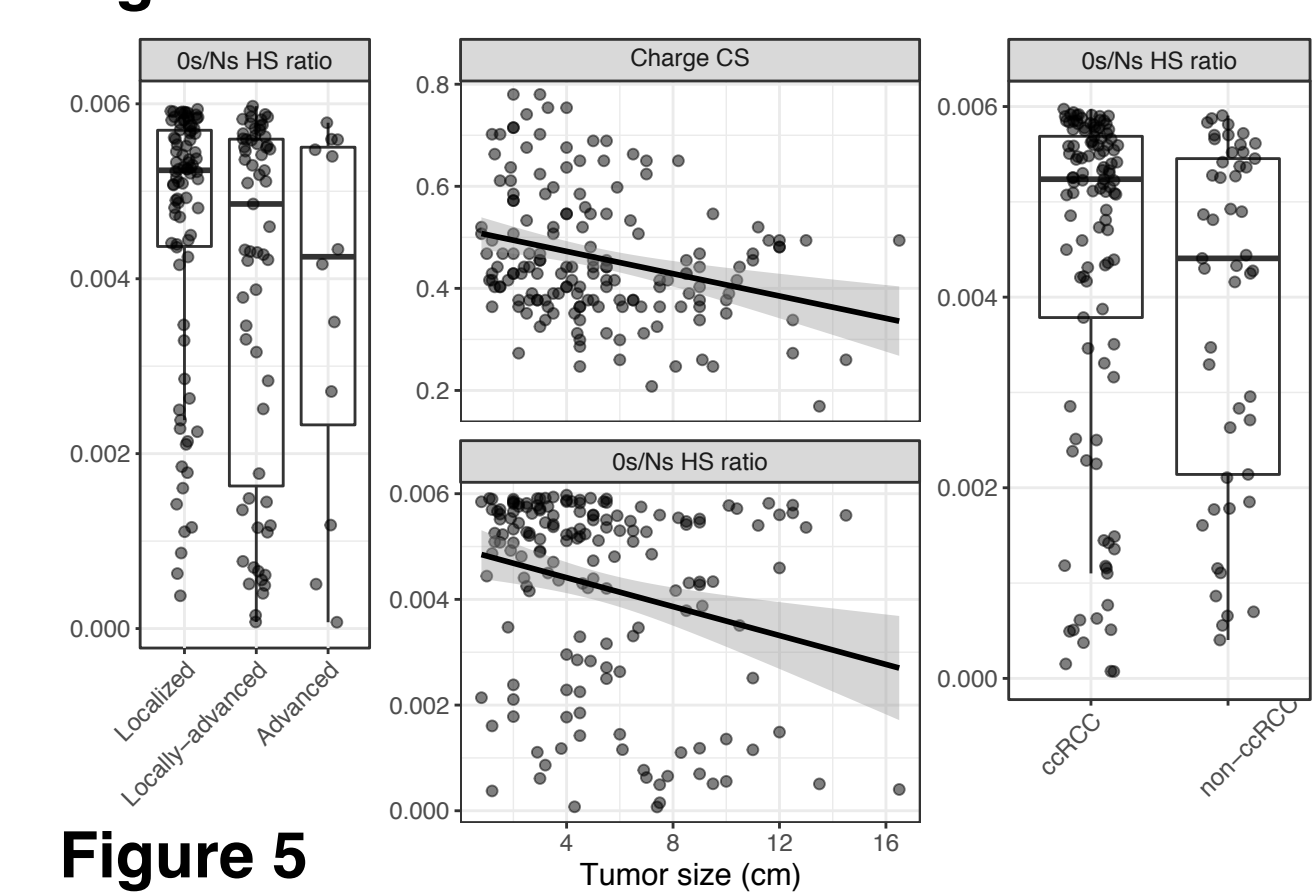 0s/Ns HS ratio
0.006
0.004
0.002
0.000
Localized
Locally−advanced
Advanced
Charge CS
0.8
0.6
0.4
0.2
0s/Ns HS ratio
0.006
0.004
0.002
0.000
4 8 12 16
Tumor size (cm)
0s/Ns HS ratio
0.006
0.004
0.002
0.000
ccRCC
non−ccRCC
Figure 5